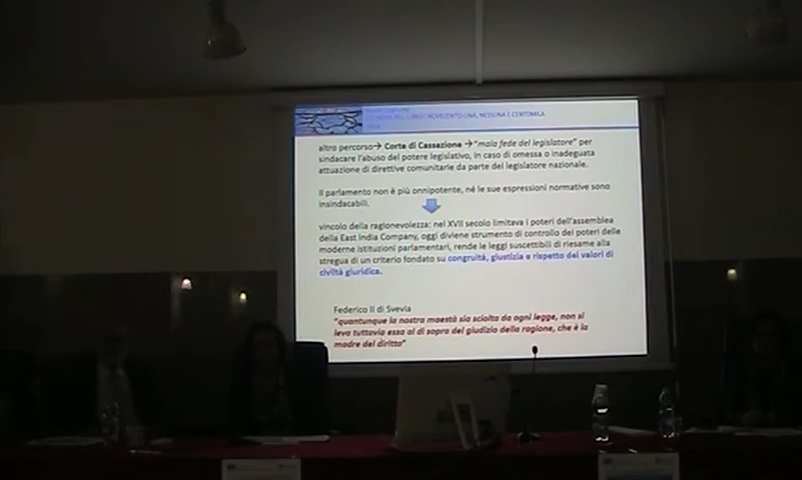 NOVECENTO: UNA, NESSUNA E CENTOMILA
altro percorso→ Corte di Cassazione →"mala fede del legislatore" per
sindacare l'abuso del potere legislativo, in caso di omessa o inadeguata
attuazione di direttive comunitarie da parte del legislatore nazionale.
Il parlamento non è più onnipotente, né le sue espressioni normative sono
insindacabili.
vincolo della ragionevolezza: nel XVII secolo limitava i poteri dell'assemblea
della East India Company, oggi diviene strumento di controllo dei poteri delle
moderne istituzioni parlamentari, rende le leggi suscettibili di riesame alla
stregua di un criterio fondato su congruità, giustizia e rispetto dei valori di
civiltà giuridica.
Federico II di Svevia
"quantunque la nostra maestà sia sciolta da ogni legge, non si
leva tuttavia essa al di sopra del giudizio della ragione, che è la
madre del diritto"